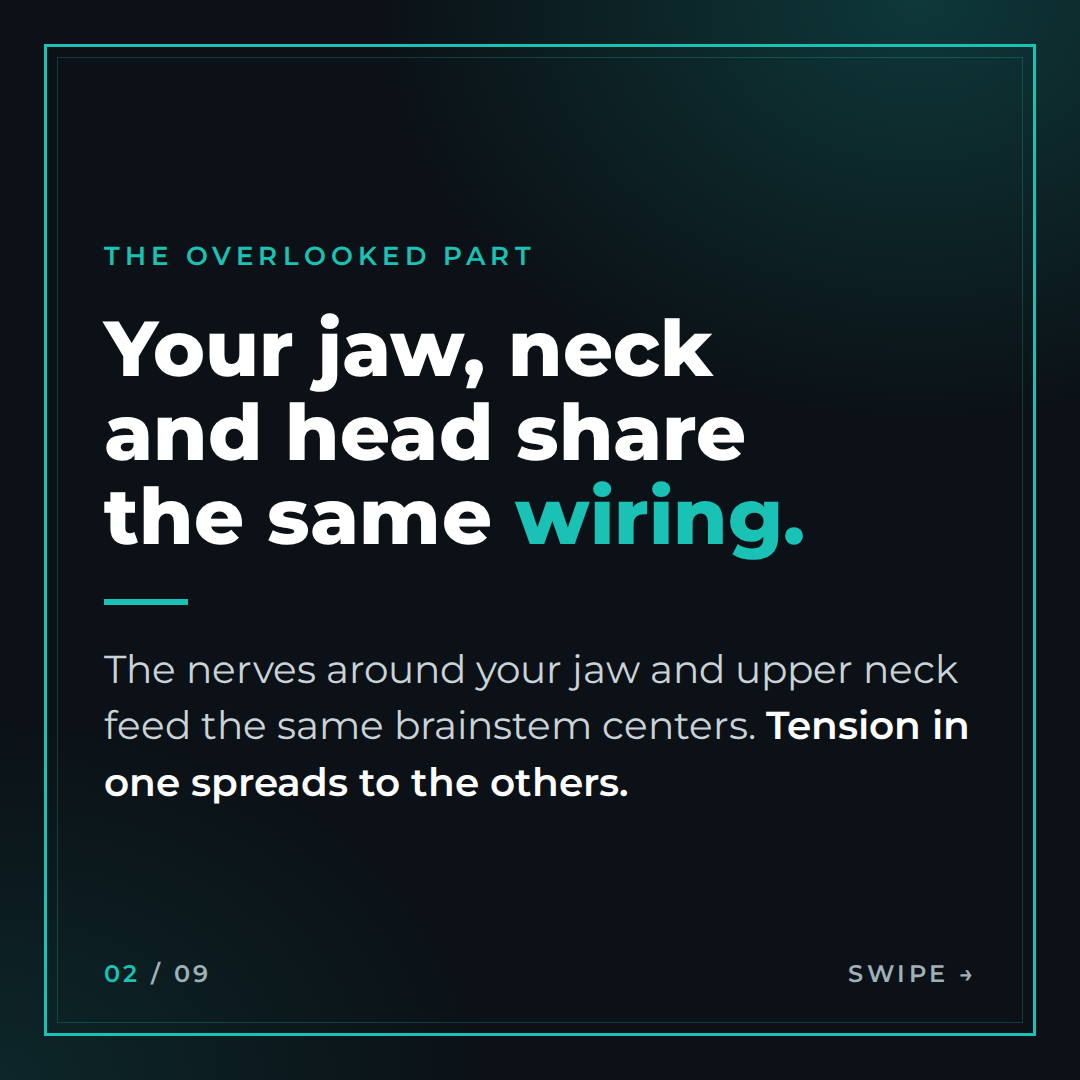 THE OVERLOOKED PART
Your jaw, neck
and head share
the same wiring.
The nerves around your jaw and upper neck
feed the same brainstem centers. Tension in
one spreads to the others.
02 / 09
SWIPE →